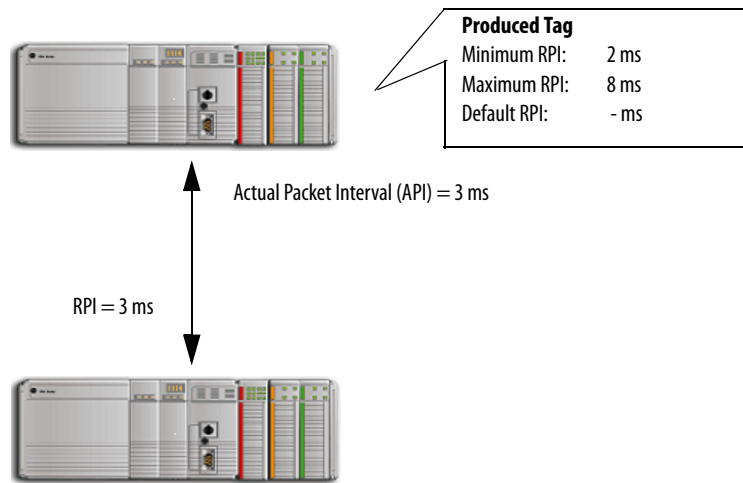 Produced Tag
Minimum RPI: 2 ms
Maximum RPI: 8 ms
Default RPI: - ms
Actual Packet Interval (API) = 3 ms
RPI = 3 ms